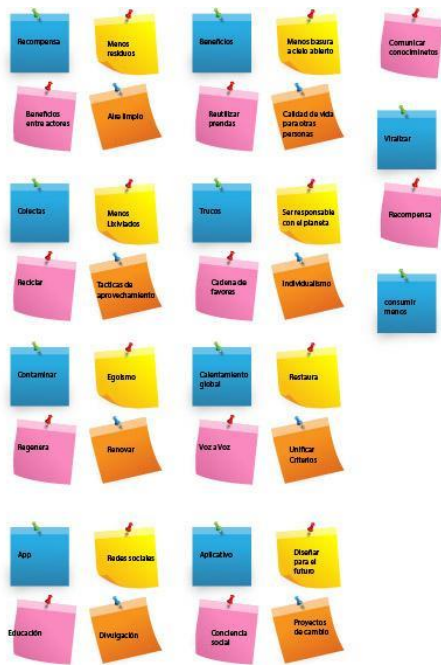 Recompensa
Menos
residuos
Beneficios
Menos basura
a cielo abierto
Comunicar
conociminetos
Beneficios
entre actores
Aire limpio
Reutilizar
prendas
Calidad de vida
para otras
personas
Viralizar
Colectas
Menos
Lixiviados
Trucos
Ser responsable
con el planeta
Recompensa
Reciclar
Tacticas de
aprovechamiento
Cadena de
favores
Individualismo
consumir
menos
Contaminar
Egoismo
Calentamiento
global
Restaura
Regenera
Renovar
Voz a Voz
Unificar
Criterios
App
Redes sociales
Aplicativo
Diseñar
para el
futuro
Educación
Divulgación
Conciencia
social
Proyectos
de cambio